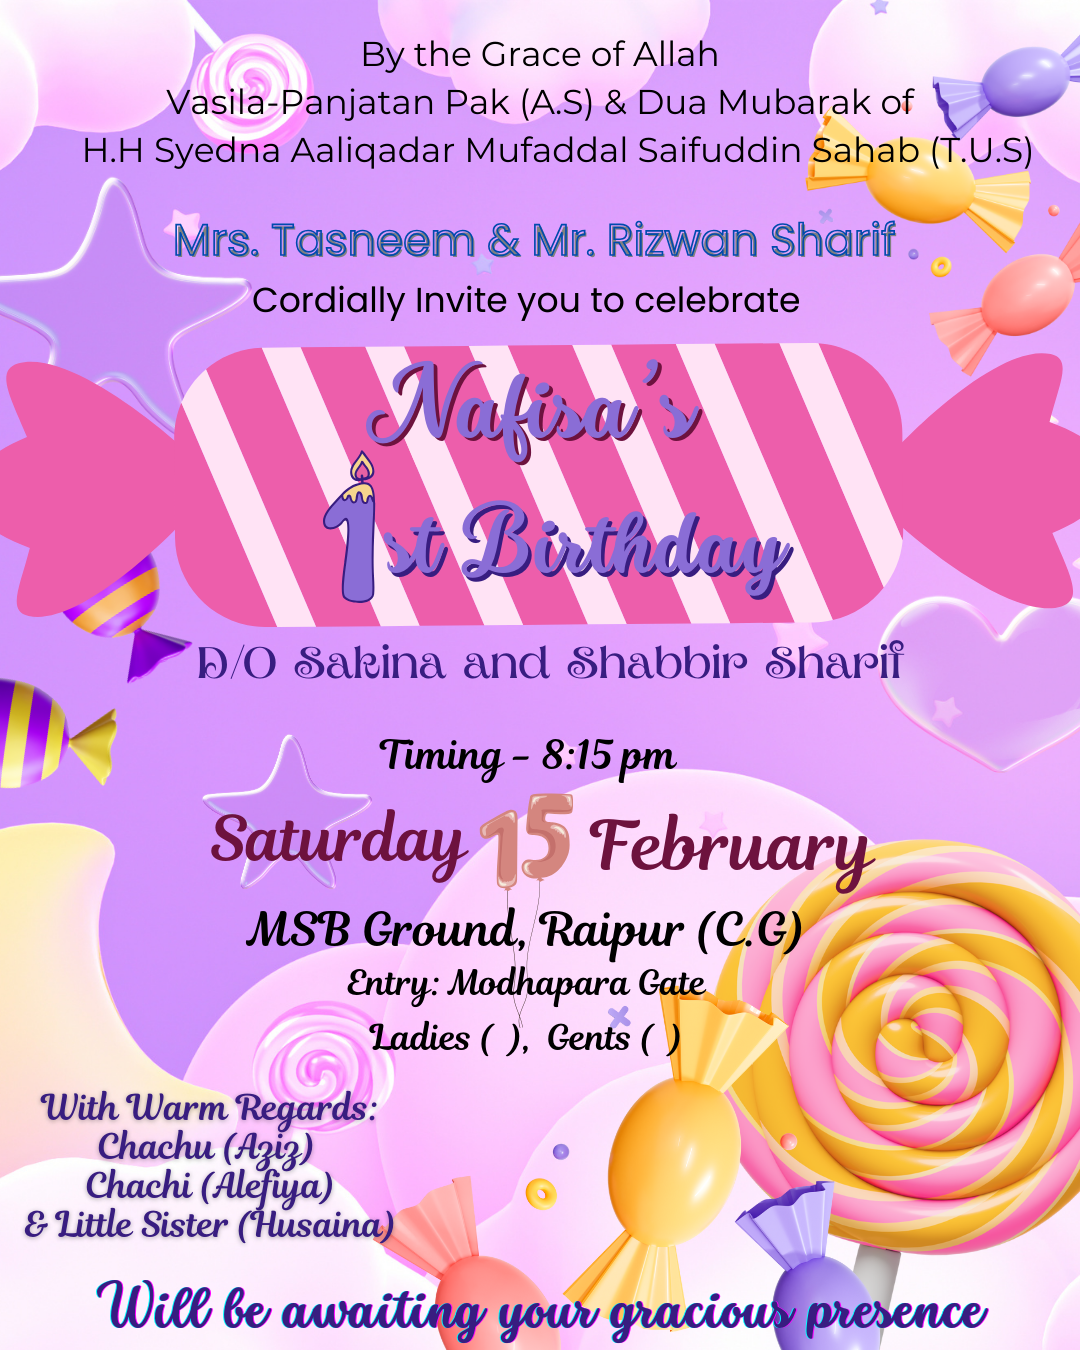 By the Grace of Allah
Vasila-Panjatan Pak (A.S) & Dua Mubarak of
H.H Syedna Aaliqadar Mufaddal Saifuddin Sahab (T.U.S)
Mrs. Tasneem & Mr. Rizwan Sharif
Cordially Invite you to celebrate
Nafisa's
1st Birthday
D/O Sakina and Shabbir Sharif
Timing - 8:15 pm
Saturday 15 February
MSB Ground, Raipur (C.G)
Entry: Modhapara Gate
Ladies ( ), Gents ( )
With Warm Regards:
Chachu (Aziz)
Chachi (Alefiya)
& Little Sister (Husaina)
Will be awaiting your gracious presence